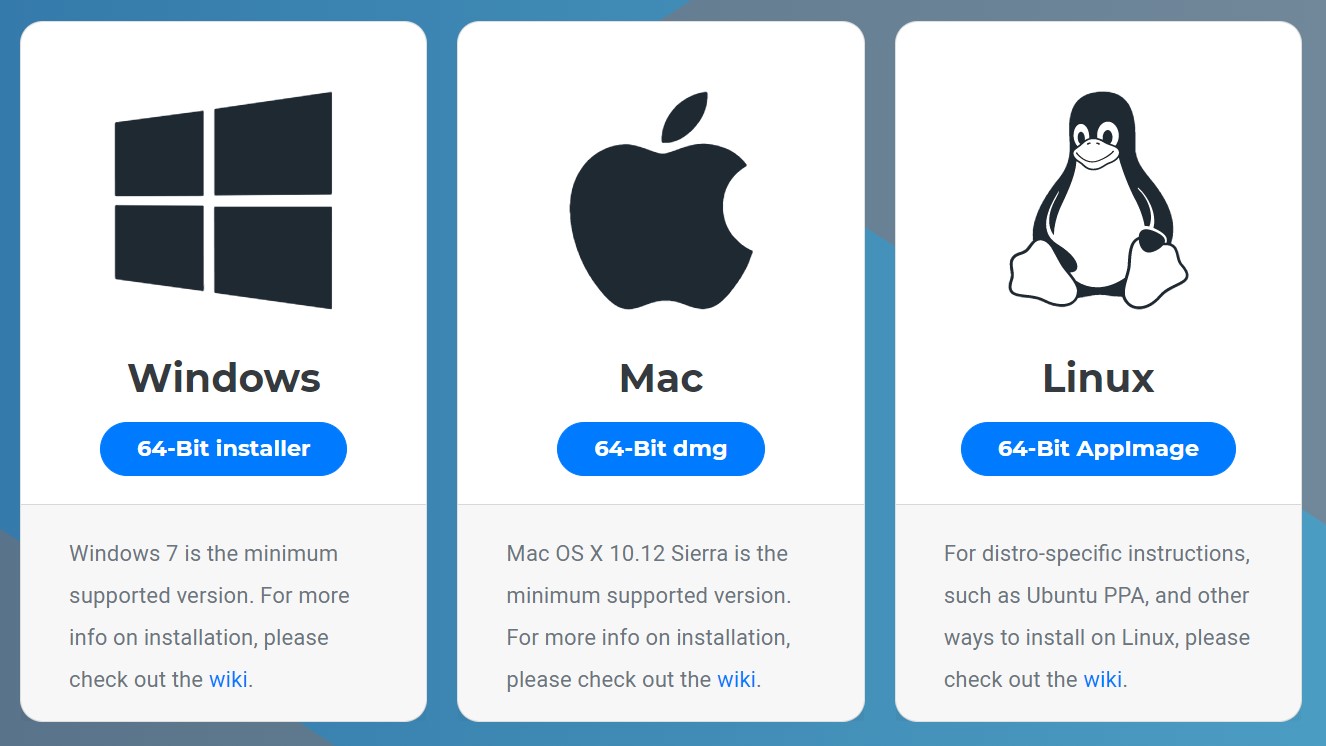 Windows
64-Bit installer
Windows 7 is the minimum
supported version. For more
info on installation, please
check out the wiki.
Mac
64-Bit dmg
Mac OS X 10.12 Sierra is the
minimum supported version.
For more info on installation,
please check out the wiki.
Linux
64-Bit AppImage
For distro-specific instructions,
such as Ubuntu PPA, and other
ways to install on Linux, please
check out the wiki.